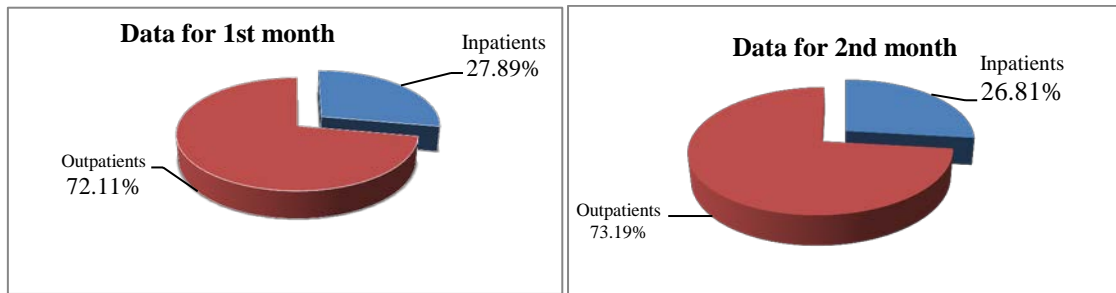 Data for 1st month
Inpatients
27.89%
Outpatients
72.11%
Data for 2nd month
Inpatients
26.81%
Outpatients
73.19%